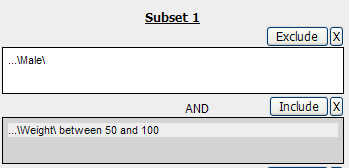 Subset 1
Exclude X
...\Male\
AND Include X
...\Weight\ between 50 and 100